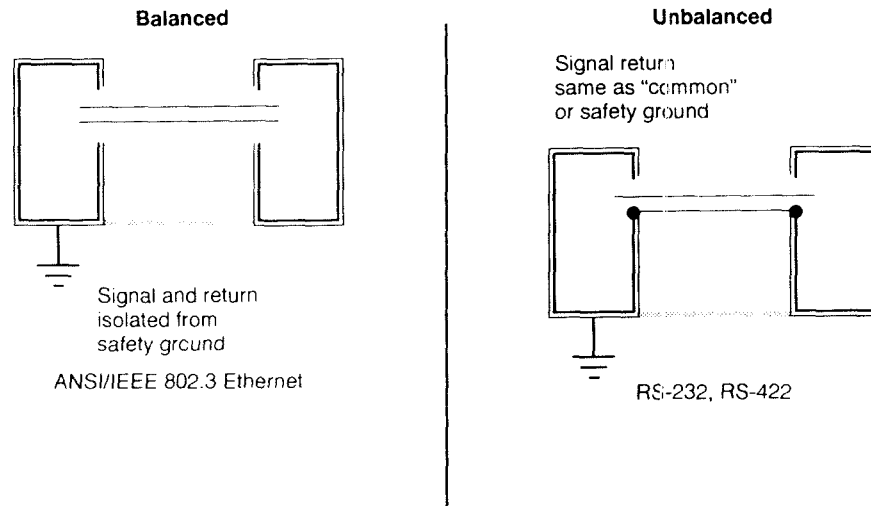 Balanced
Signal and return
isolated from
safety ground
ANSI/IEEE 802.3 Ethernet
Unbalanced
Signal return
same as “common”
or safety ground
RS-232, RS-422